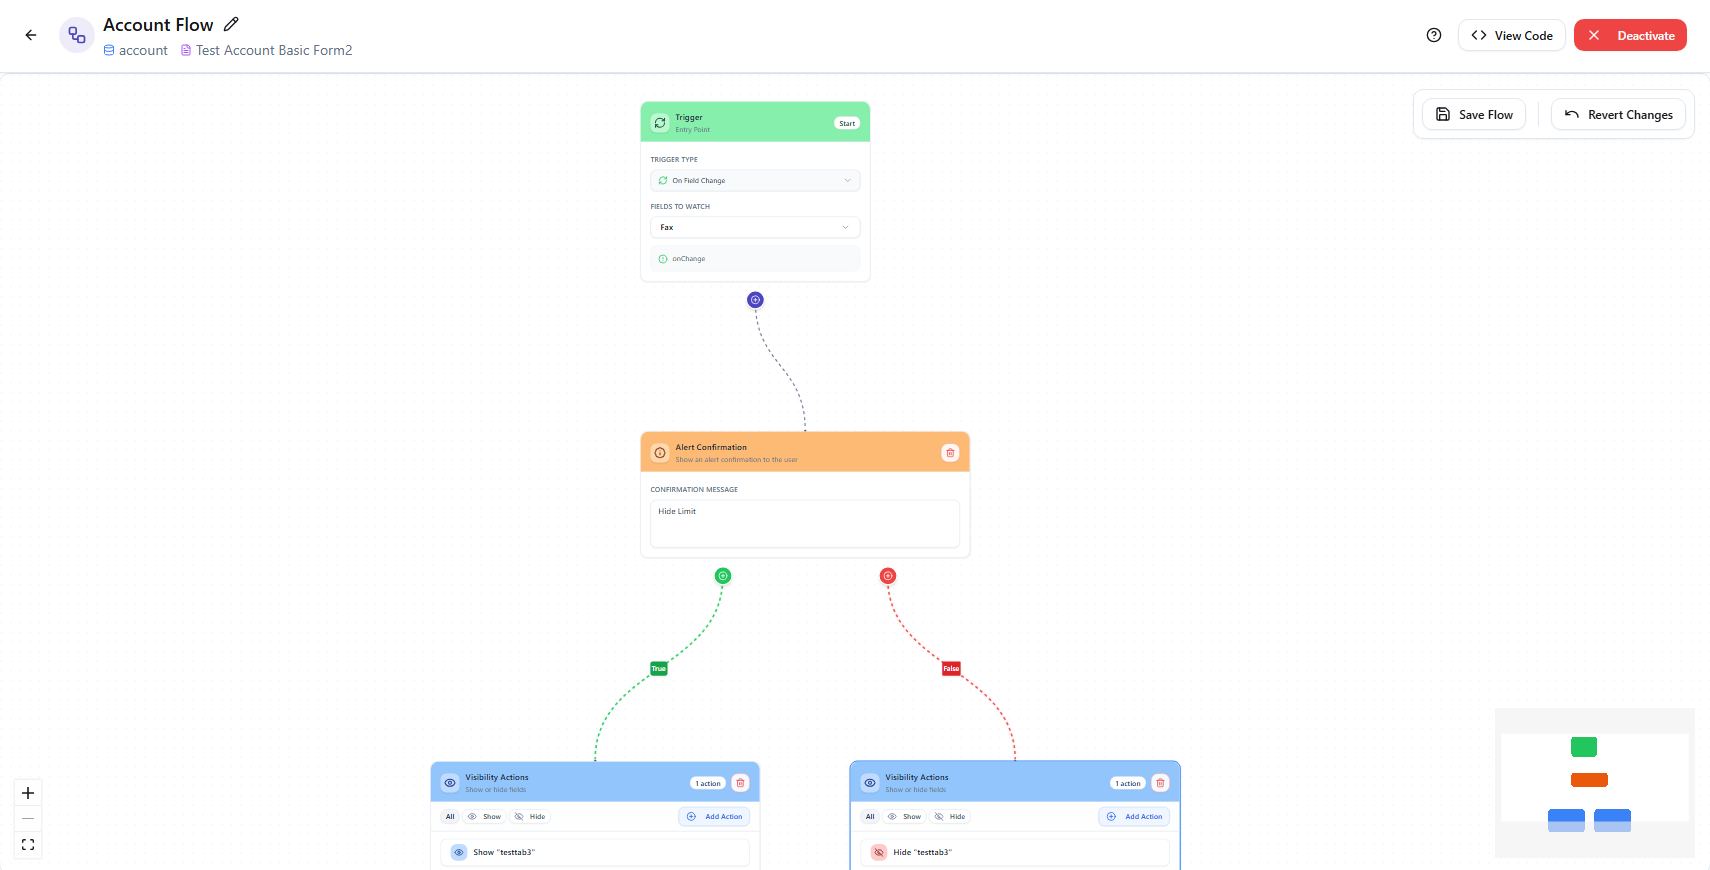 Account Flow
account Test Account Basic Form2
View Code
Deactivate
Save Flow
Revert Changes
Trigger
Entry Point
Start
TRIGGER TYPE
On Field Change
FIELDS TO WATCH
Fax
onChange
Alert Confirmation
Show an alert confirmation to the user
CONFIRMATION MESSAGE
Hide Limit
True
False
Visibility Actions
Show or hide fields
1 action
All Show Hide Add Action
Show "testtab3"
Visibility Actions
Show or hide fields
1 action
All Show Hide Add Action
Hide "testtab3"